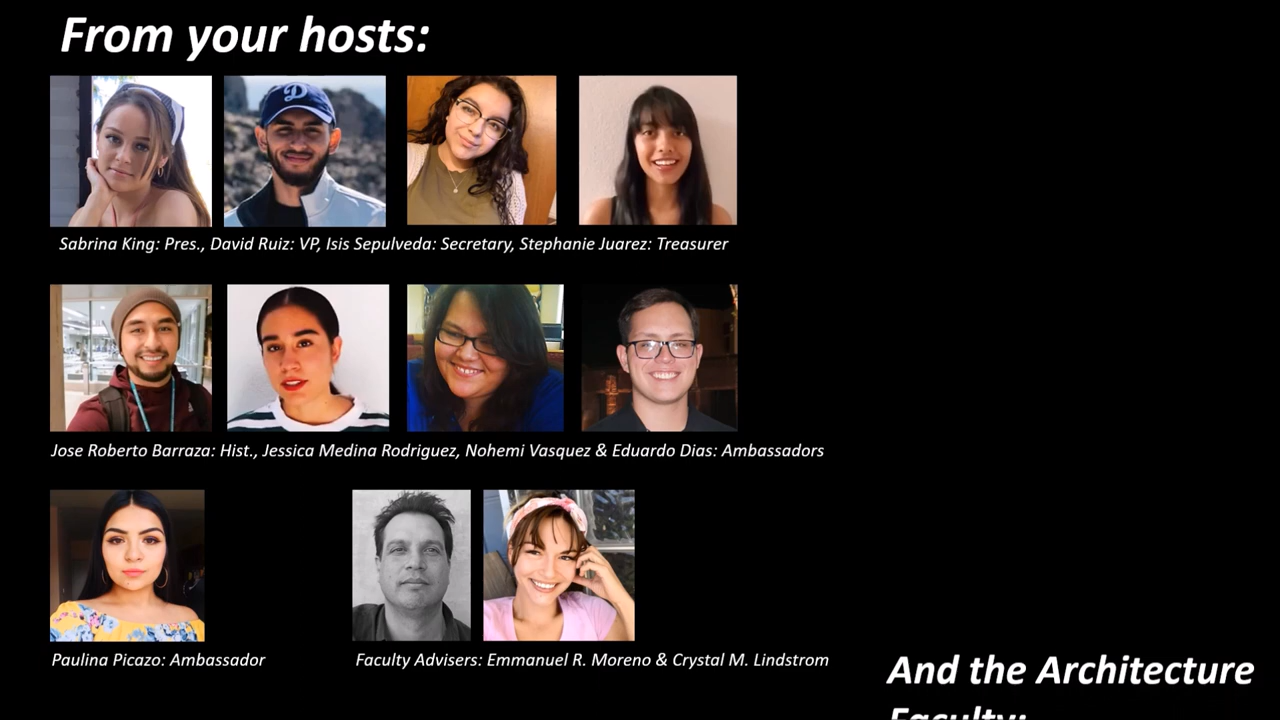 From your hosts:
D
Sabrina King: Pres., David Ruiz: VP, Isis Sepulveda: Secretary, Stephanie Juarez: Treasurer
Jose Roberto Barraza: Hist., Jessica Medina Rodriguez, Nohemi Vasquez & Eduardo Dias: Ambassadors
Paulina Picazo: Ambassador
Faculty Advisers: Emmanuel R. Moreno & Crystal M. Lindstrom
And the Architecture
Faculty: